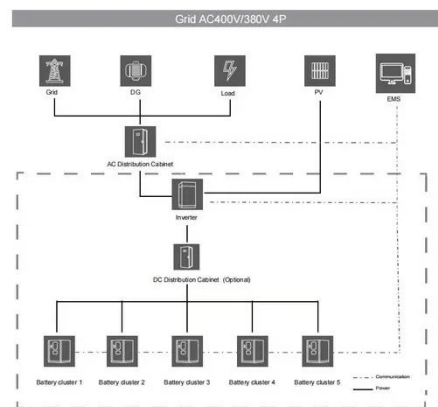 Grid AC400V/380V 4P
Grid
DG
Load
PV
EMS
AC Distribution Cabinet
Inverter
DC Distribution Cabinet (Optional)
Battery cluster 1
Battery cluster 2
Battery cluster 3
Battery cluster 4
Battery cluster 5
Communication
Power